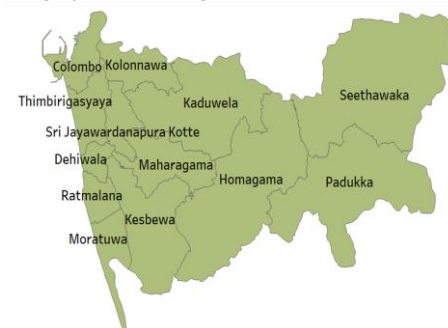 Colombo Kolonnawa
Seethawaka
Thimbirigasyaya
Kaduwela
Sri Jayawardanapura Kotte
Dehiwala
Maharagama
Homagama
Padukka
Ratmalana
Kesbewa
Moratuwa